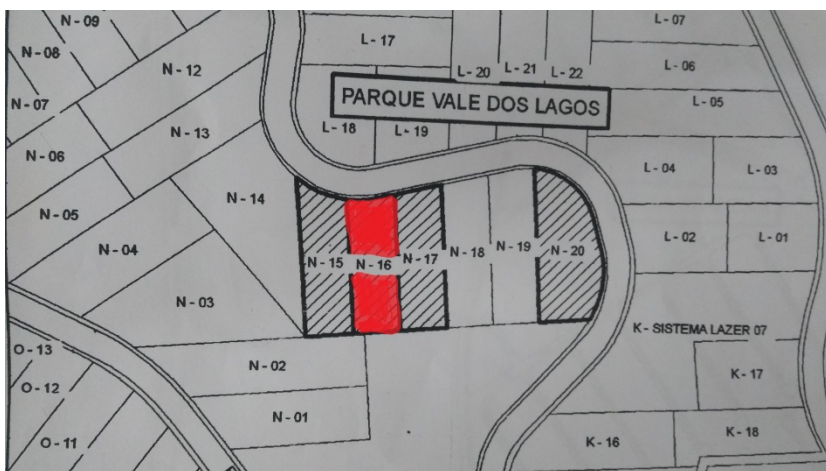 N - 09
L - 17
L - 07
N - 08
N - 12
L - 20
L - 21
L - 22
L - 06
N - 07
PARQUE VALE DOS LAGOS
L - 05
N - 13
L - 18
L - 19
N - 06
L - 04
L - 03
N - 14
N - 05
L - 02
L - 01
N - 04
N - 15
N - 16
N - 17
N - 18
N - 19
N - 20
N - 03
K - SISTEMA LAZER 07
O - 13
N - 02
K - 17
O - 12
N - 01
O - 11
K - 16
K - 18